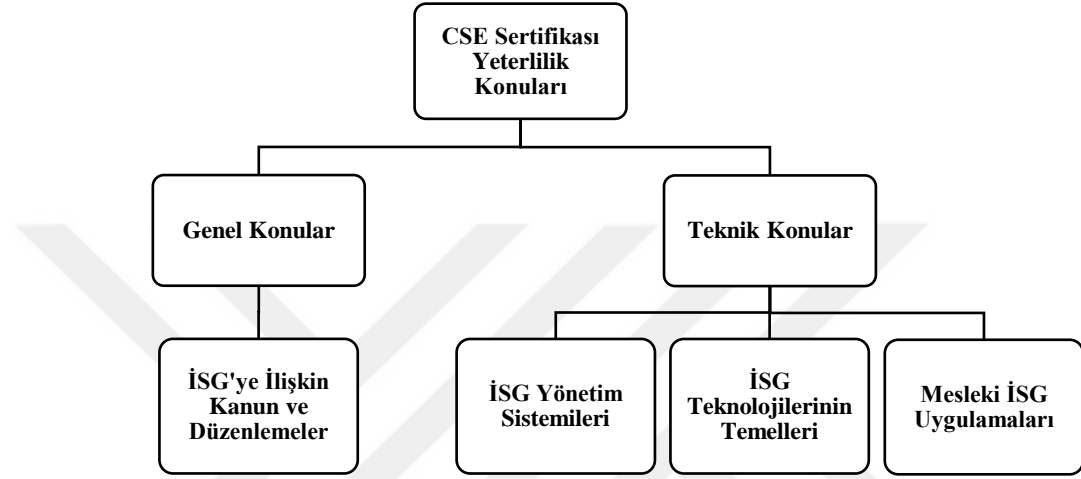 CSE Sertifikası
Yeterlilik
Konuları
Genel Konular
Teknik Konular
İSG'ye İlişkin
Kanun ve
Düzenlemeler
İSG Yönetim
Sistemileri
İSG
Teknolojilerinin
Temelleri
Mesleki İSG
Uygulamaları